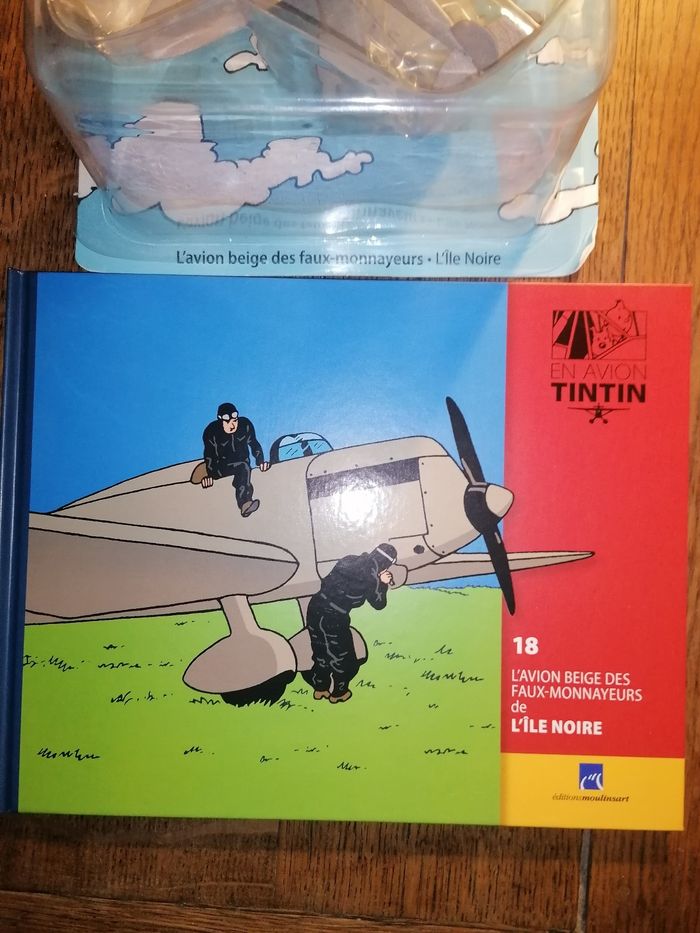 L'avion beige des faux-monnayeurs • L'Île Noire
EN AVION
TINTIN
18
L'AVION BEIGE DES
FAUX-MONNAYEURS
de
L'ÎLE NOIRE
éditionsmoulinsart